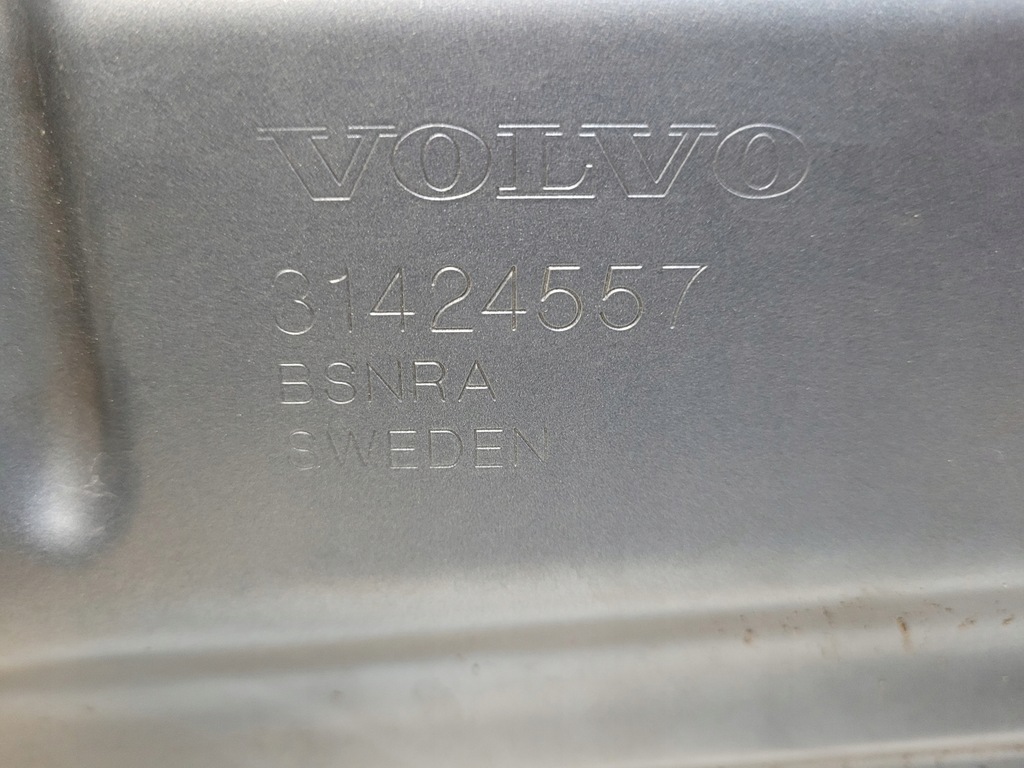 VOLVO
31424557
BSNRA
SWEDEN